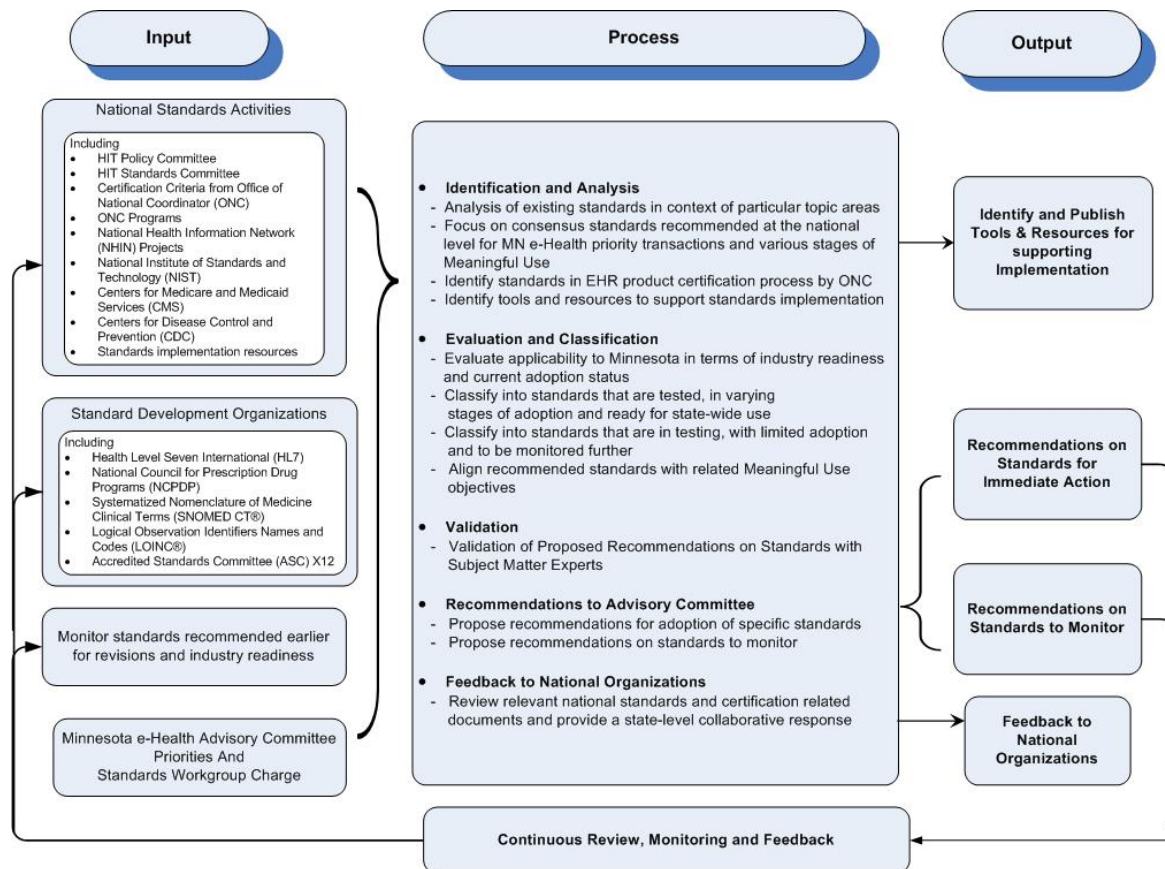 Input
Process
Output
National Standards Activities
Including
• HIT Policy Committee
• HIT Standards Committee
• Certification Criteria from Office of
National Coordinator (ONC)
• ONC Programs
• National Health Information Network
(NHIN) Projects
• National Institute of Standards and
Technology (NIST)
• Centers for Medicare and Medicaid
Services (CMS)
• Centers for Disease Control and
Prevention (CDC)
• Standards implementation resources
Standard Development Organizations
Including
• Health Level Seven International (HL7)
• National Council for Prescription Drug
Programs (NCPDP)
• Systematized Nomenclature of Medicine
Clinical Terms (SNOMED CT®)
• Logical Observation Identifiers Names and
Codes (LOINC®)
• Accredited Standards Committee (ASC) X12
Monitor standards recommended earlier
for revisions and industry readiness
Minnesota e-Health Advisory Committee
Priorities And
Standards Workgroup Charge
• Identification and Analysis
- Analysis of existing standards in context of particular topic areas
- Focus on consensus standards recommended at the national
level for MN e-Health priority transactions and various stages of
Meaningful Use
- Identify standards in EHR product certification process by ONC
- Identify tools and resources to support standards implementation
• Evaluation and Classification
- Evaluate applicability to Minnesota in terms of industry readiness
and current adoption status
- Classify into standards that are tested, in varying
stages of adoption and ready for state-wide use
- Classify into standards that are in testing, with limited adoption
and to be monitored further
- Align recommended standards with related Meaningful Use
objectives
• Validation
- Validation of Proposed Recommendations on Standards with
Subject Matter Experts
• Recommendations to Advisory Committee
- Propose recommendations for adoption of specific standards
- Propose recommendations on standards to monitor
• Feedback to National Organizations
- Review relevant national standards and certification related
documents and provide a state-level collaborative response
Identify and Publish
Tools & Resources for
supporting
Implementation
Recommendations on
Standards for
Immediate Action
Recommendations on
Standards to Monitor
Feedback to
National
Organizations
Continuous Review, Monitoring and Feedback